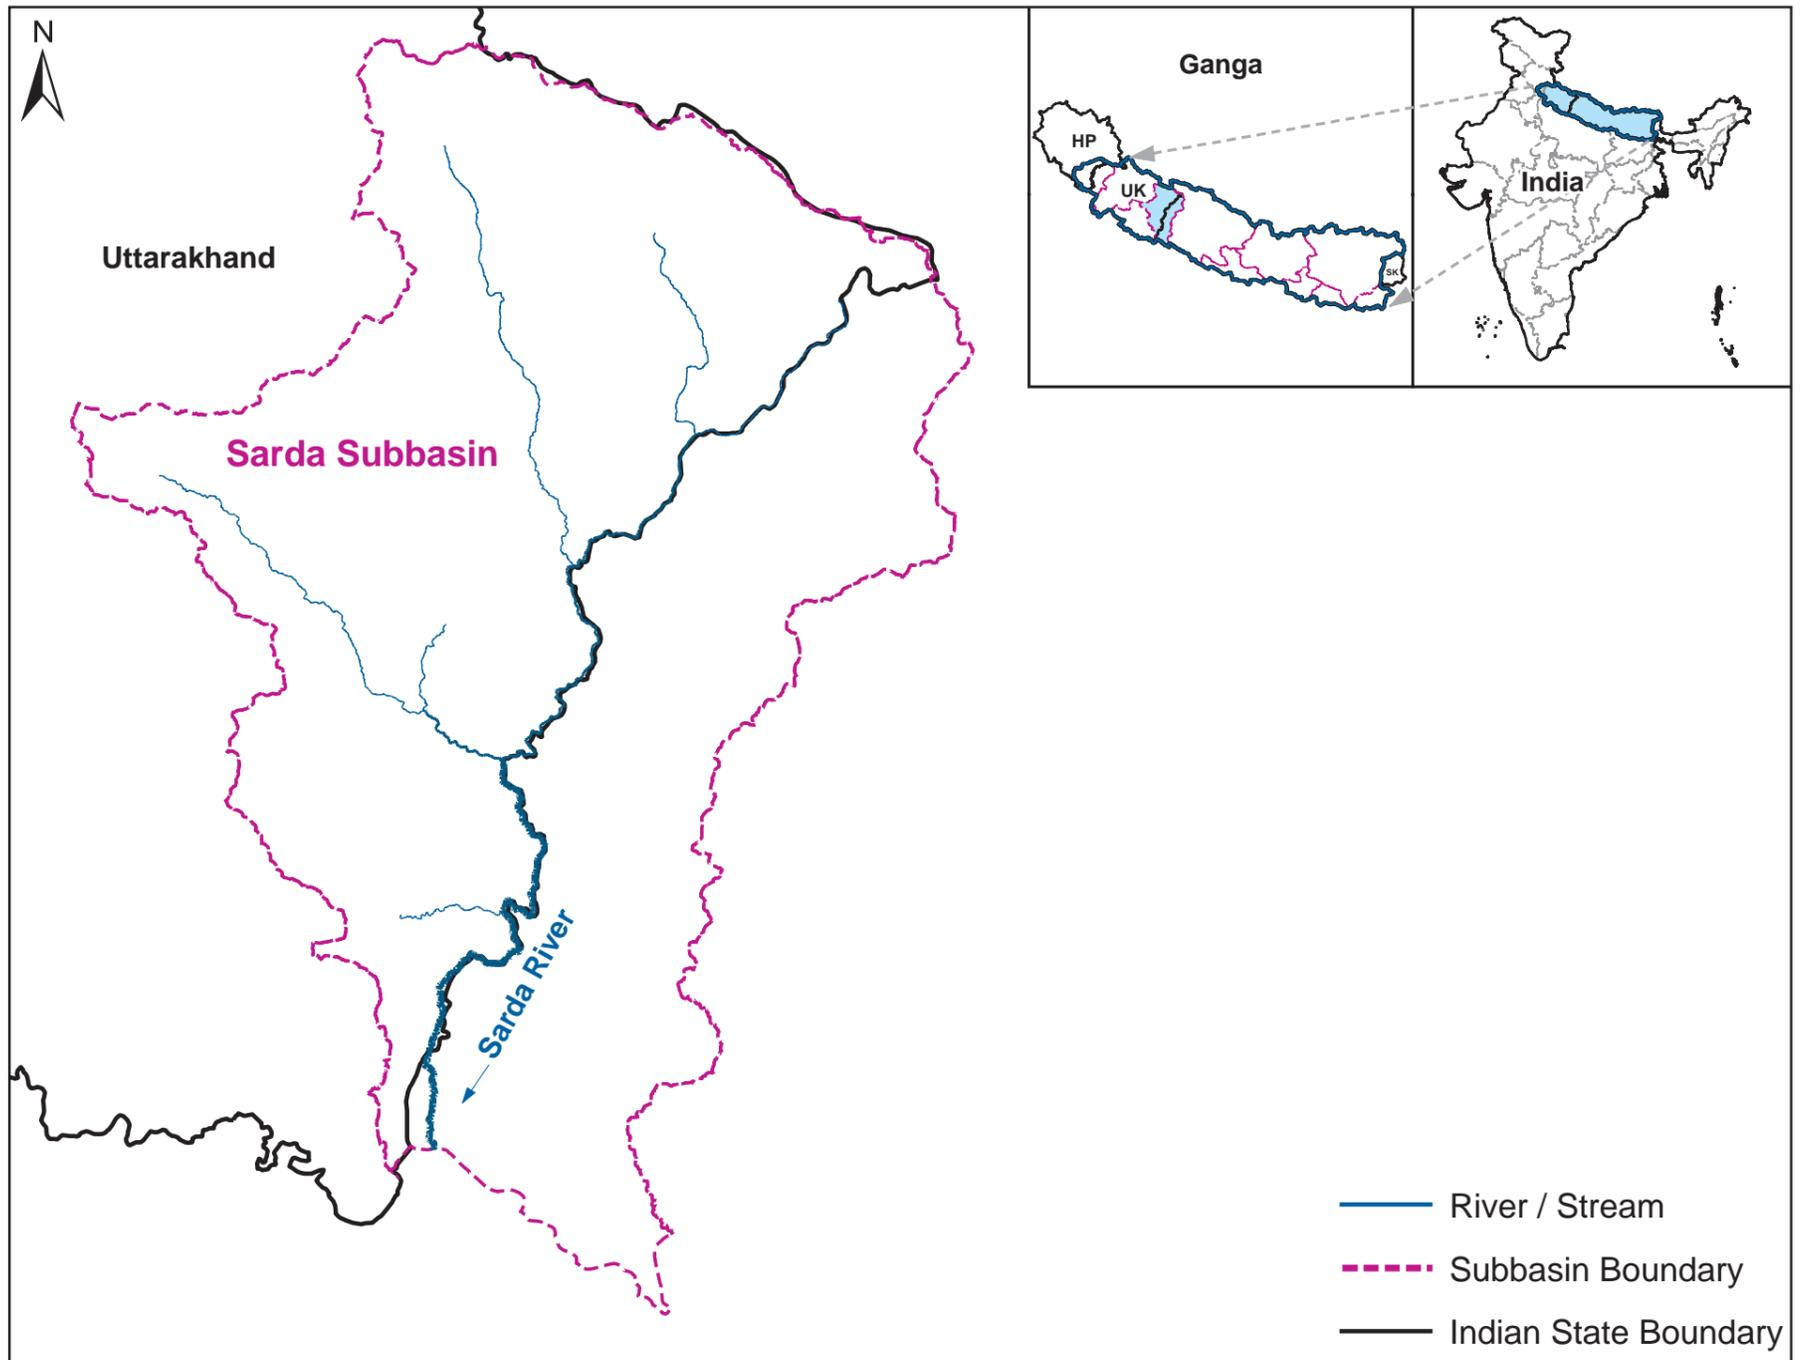 N
Ganga
HP
UK
SK
India
Uttarakhand
Sarda Subbasin
Sarda River
River / Stream
Subbasin Boundary
Indian State Boundary